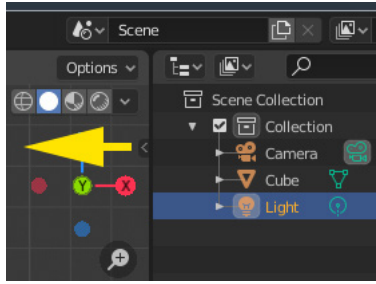 Scene
Options
Scene Collection
Collection
Camera
Cube
Light
Y
X